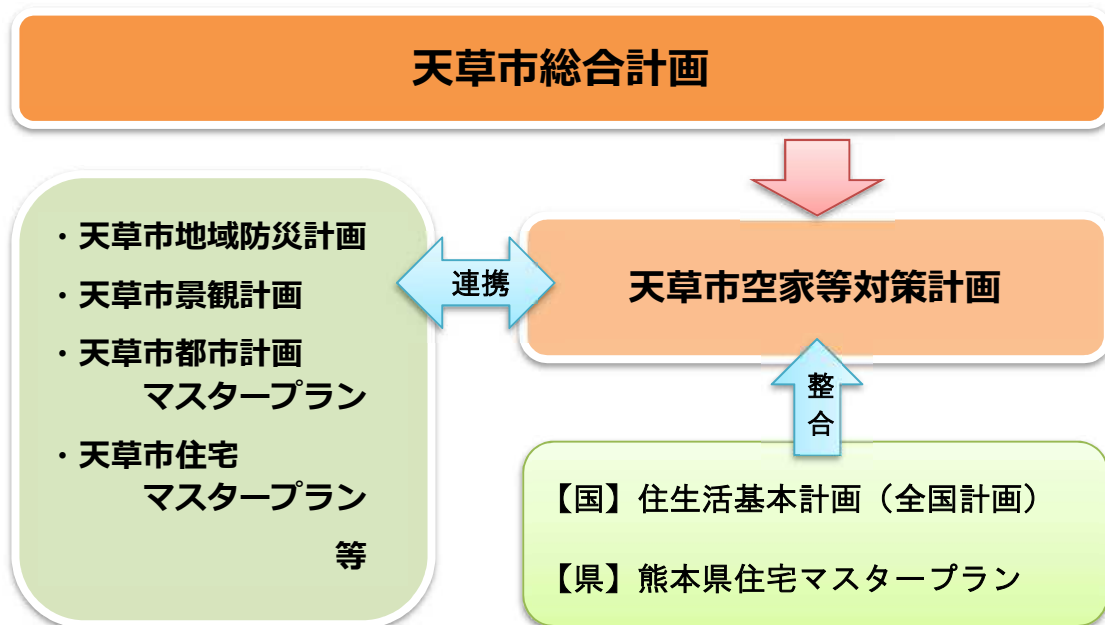 天草市総合計画
・天草市地域防災計画
・天草市景観計画
・天草市都市計画
マスタープラン
・天草市住宅
マスタープラン
等
連携
天草市空家等対策計画
整
合
【国】住生活基本計画（全国計画）
【県】熊本県住宅マスタープラン